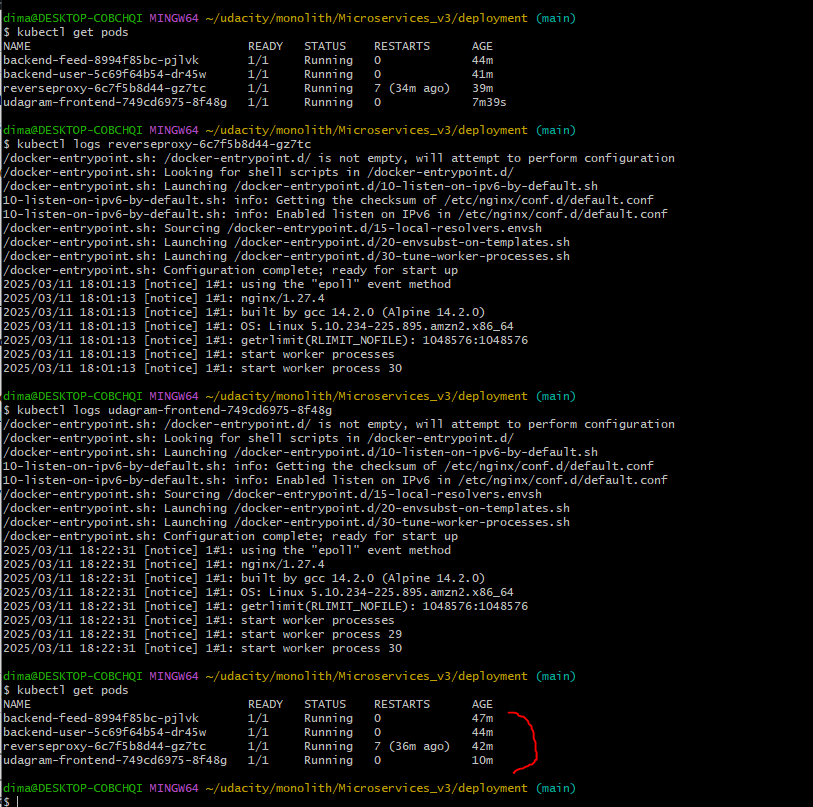 dima@DESKTOP-COBCHQI MINGW64 ~/udacity/monolith/Microservices_v3/deployment (main)
$ kubectl get pods
NAME READY STATUS RESTARTS AGE
backend-feed-8994f85bc-pjlvk 1/1 Running 0 44m
backend-user-5c69f64b54-dr45w 1/1 Running 0 41m
reverseproxy-6c7f5b8d44-gz7tc 1/1 Running 7 (34m ago) 39m
udagram-frontend-749cd6975-8f48g 1/1 Running 0 7m39s
dima@DESKTOP-COBCHQI MINGW64 ~/udacity/monolith/Microservices_v3/deployment (main)
$ kubectl logs reverseproxy-6c7f5b8d44-gz7tc
/docker-entrypoint.sh: /docker-entrypoint.d/ is not empty, will attempt to perform configuration
/docker-entrypoint.sh: Looking for shell scripts in /docker-entrypoint.d/
/docker-entrypoint.sh: Launching /docker-entrypoint.d/10-listen-on-ipv6-by-default.sh
10-listen-on-ipv6-by-default.sh: info: Getting the checksum of /etc/nginx/conf.d/default.conf
10-listen-on-ipv6-by-default.sh: info: Enabled listen on IPv6 in /etc/nginx/conf.d/default.conf
/docker-entrypoint.sh: Sourcing /docker-entrypoint.d/15-local-resolvers.envsh
/docker-entrypoint.sh: Launching /docker-entrypoint.d/20-envsubst-on-templates.sh
/docker-entrypoint.sh: Launching /docker-entrypoint.d/30-tune-worker-processes.sh
/docker-entrypoint.sh: Configuration complete; ready for start up
2025/03/11 18:01:13 [notice] 1#1: using the "epoll" event method
2025/03/11 18:01:13 [notice] 1#1: nginx/1.27.4
2025/03/11 18:01:13 [notice] 1#1: built by gcc 14.2.0 (Alpine 14.2.0)
2025/03/11 18:01:13 [notice] 1#1: OS: Linux 5.10.234-225.895.amzn2.x86_64
2025/03/11 18:01:13 [notice] 1#1: getrlimit(RLIMIT_NOFILE): 1048576:1048576
2025/03/11 18:01:13 [notice] 1#1: start worker processes
2025/03/11 18:01:13 [notice] 1#1: start worker process 30
dima@DESKTOP-COBCHQI MINGW64 ~/udacity/monolith/Microservices_v3/deployment (main)
$ kubectl logs udagram-frontend-749cd6975-8f48g
/docker-entrypoint.sh: /docker-entrypoint.d/ is not empty, will attempt to perform configuration
/docker-entrypoint.sh: Looking for shell scripts in /docker-entrypoint.d/
/docker-entrypoint.sh: Launching /docker-entrypoint.d/10-listen-on-ipv6-by-default.sh
10-listen-on-ipv6-by-default.sh: info: Getting the checksum of /etc/nginx/conf.d/default.conf
10-listen-on-ipv6-by-default.sh: info: Enabled listen on IPv6 in /etc/nginx/conf.d/default.conf
/docker-entrypoint.sh: Sourcing /docker-entrypoint.d/15-local-resolvers.envsh
/docker-entrypoint.sh: Launching /docker-entrypoint.d/20-envsubst-on-templates.sh
/docker-entrypoint.sh: Launching /docker-entrypoint.d/30-tune-worker-processes.sh
/docker-entrypoint.sh: Configuration complete; ready for start up
2025/03/11 18:22:31 [notice] 1#1: using the "epoll" event method
2025/03/11 18:22:31 [notice] 1#1: nginx/1.27.4
2025/03/11 18:22:31 [notice] 1#1: built by gcc 14.2.0 (Alpine 14.2.0)
2025/03/11 18:22:31 [notice] 1#1: OS: Linux 5.10.234-225.895.amzn2.x86_64
2025/03/11 18:22:31 [notice] 1#1: getrlimit(RLIMIT_NOFILE): 1048576:1048576
2025/03/11 18:22:31 [notice] 1#1: start worker processes
2025/03/11 18:22:31 [notice] 1#1: start worker process 29
2025/03/11 18:22:31 [notice] 1#1: start worker process 30
dima@DESKTOP-COBCHQI MINGW64 ~/udacity/monolith/Microservices_v3/deployment (main)
$ kubectl get pods
NAME READY STATUS RESTARTS AGE
backend-feed-8994f85bc-pjlvk 1/1 Running 0 47m
backend-user-5c69f64b54-dr45w 1/1 Running 0 44m
reverseproxy-6c7f5b8d44-gz7tc 1/1 Running 7 (36m ago) 42m
udagram-frontend-749cd6975-8f48g 1/1 Running 0 10m
dima@DESKTOP-COBCHQI MINGW64 ~/udacity/monolith/Microservices_v3/deployment (main)
$